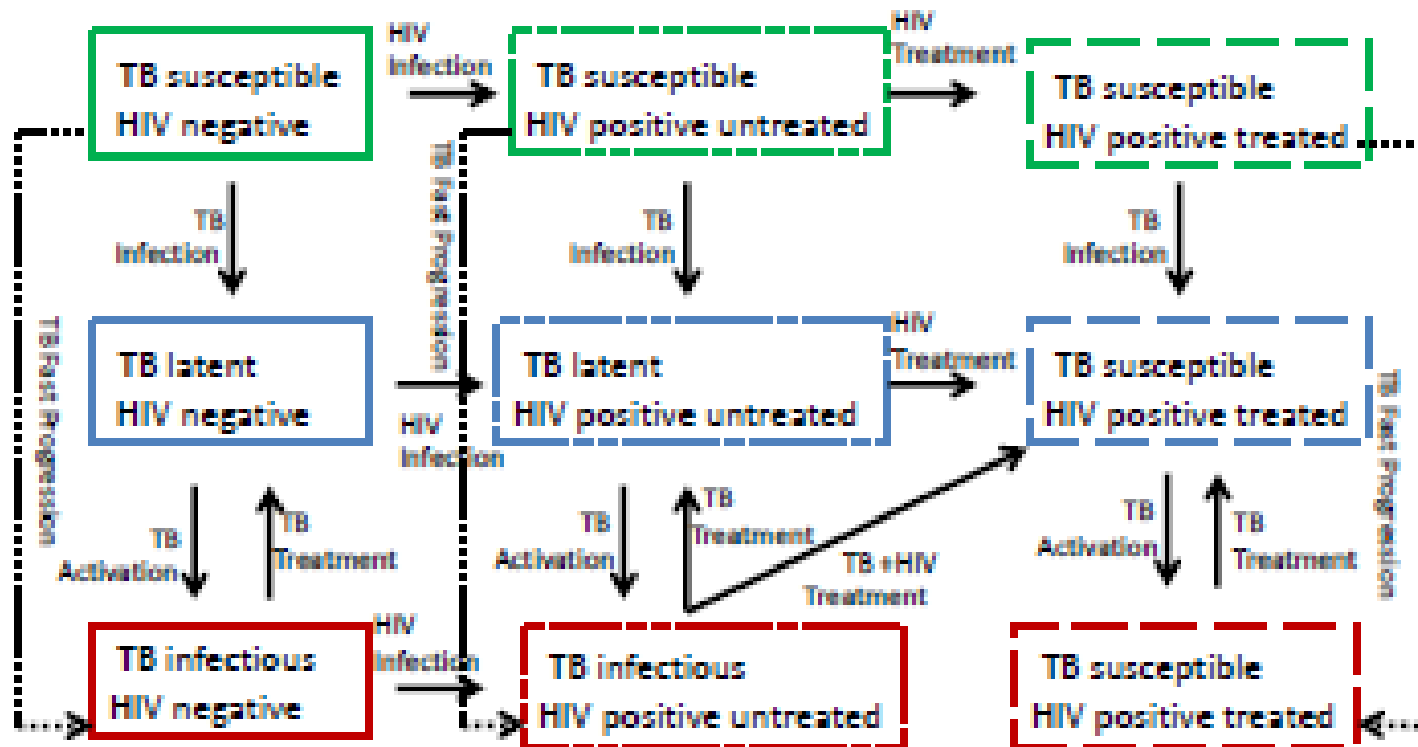 HIV
Infection
HIV
Treatment
TB susceptible
HIV negative
TB susceptible
HIV positive untreated
TB susceptible
HIV positive treated
TB
Infection
TB Fast Progression
TB
Infection
TB
Infection
TB Fast Progression
TB latent
HIV negative
HIV
Infection
TB latent
HIV positive untreated
HIV
Treatment
TB susceptible
HIV positive treated
TB Fast Progression
TB
Activation
TB
Treatment
TB
Activation
TB
Treatment
TB+HIV
Treatment
TB
Activation
TB
Treatment
TB infectious
HIV negative
HIV
Infection
TB infectious
HIV positive untreated
TB susceptible
HIV positive treated